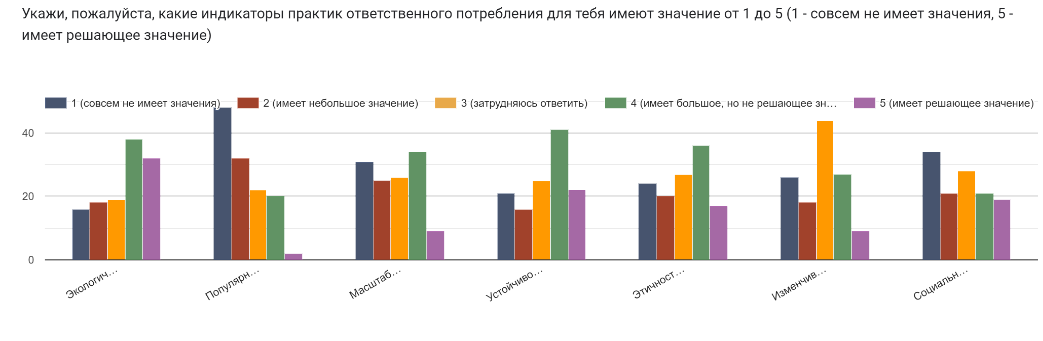 Укажи, пожалуйста, какие индикаторы практик ответственного потребления для тебя имеют значение от 1 до 5 (1 - совсем не имеет значения, 5 -
имеет решающее значение)
1 (совсем не имеет значения)
2 (имеет небольшое значение)
3 (затрудняюсь ответить)
4 (имеет большое, но не решающее зн…
5 (имеет решающее значение)
40
20
0
Экологич…
Популярн…
Масштаб…
Устойчиво…
Этичност…
Изменчив…
Социальн…